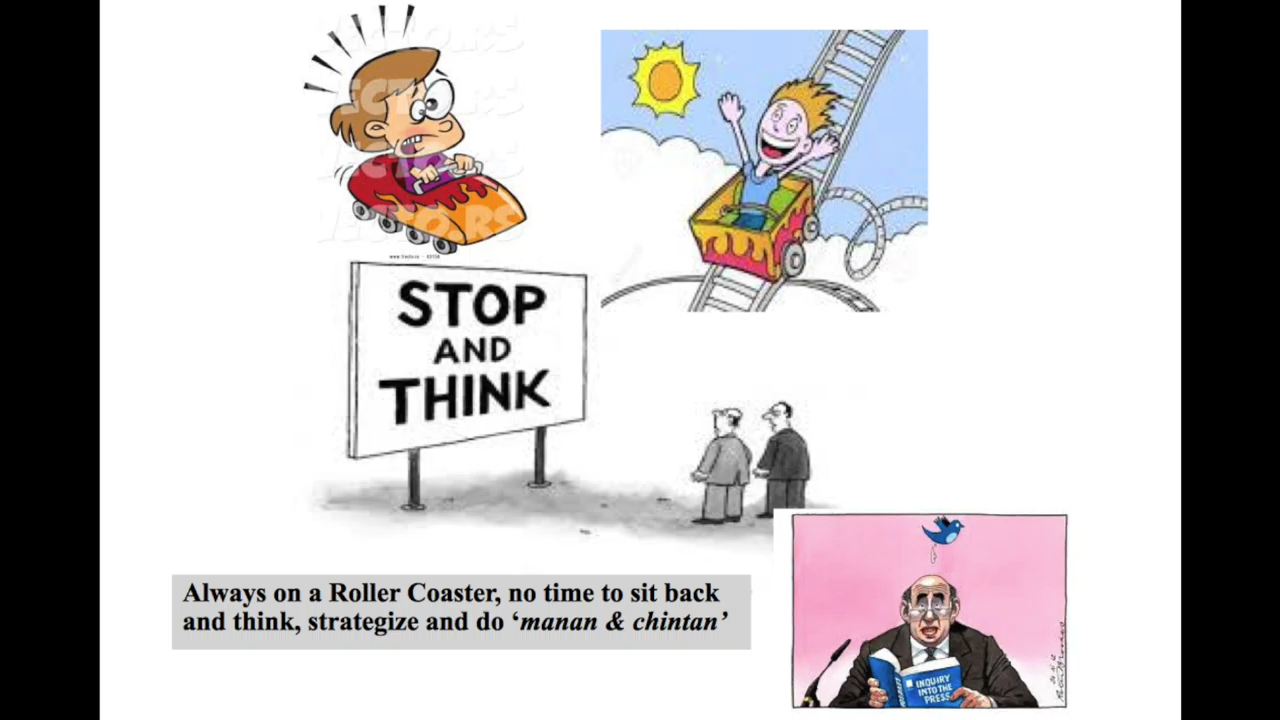 STOP
AND
THINK
Always on a Roller Coaster, no time to sit back
and think, strategize and do ‘manan & chintan’
INQUIRY
INTO THE
PRESS